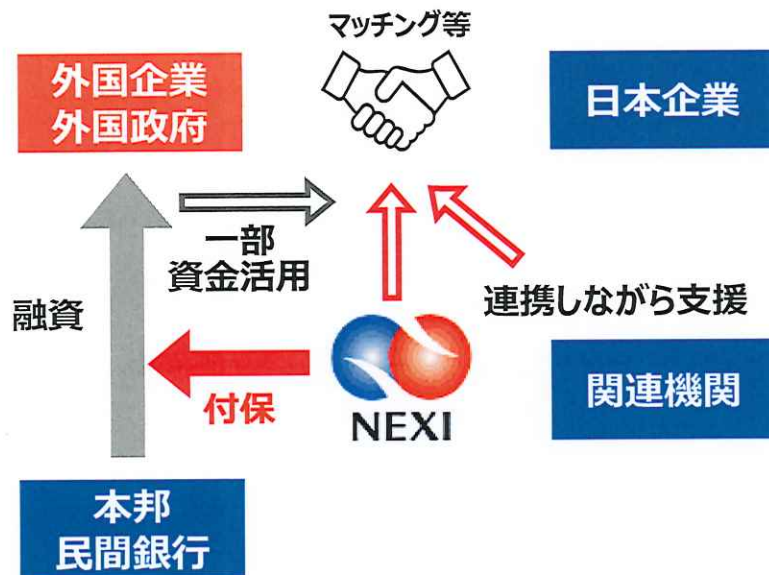 マッチング等
外国企業
外国政府
日本企業
一部
資金活用
融資
連携しながら支援
付保
NEXI
関連機関
本邦
民間銀行